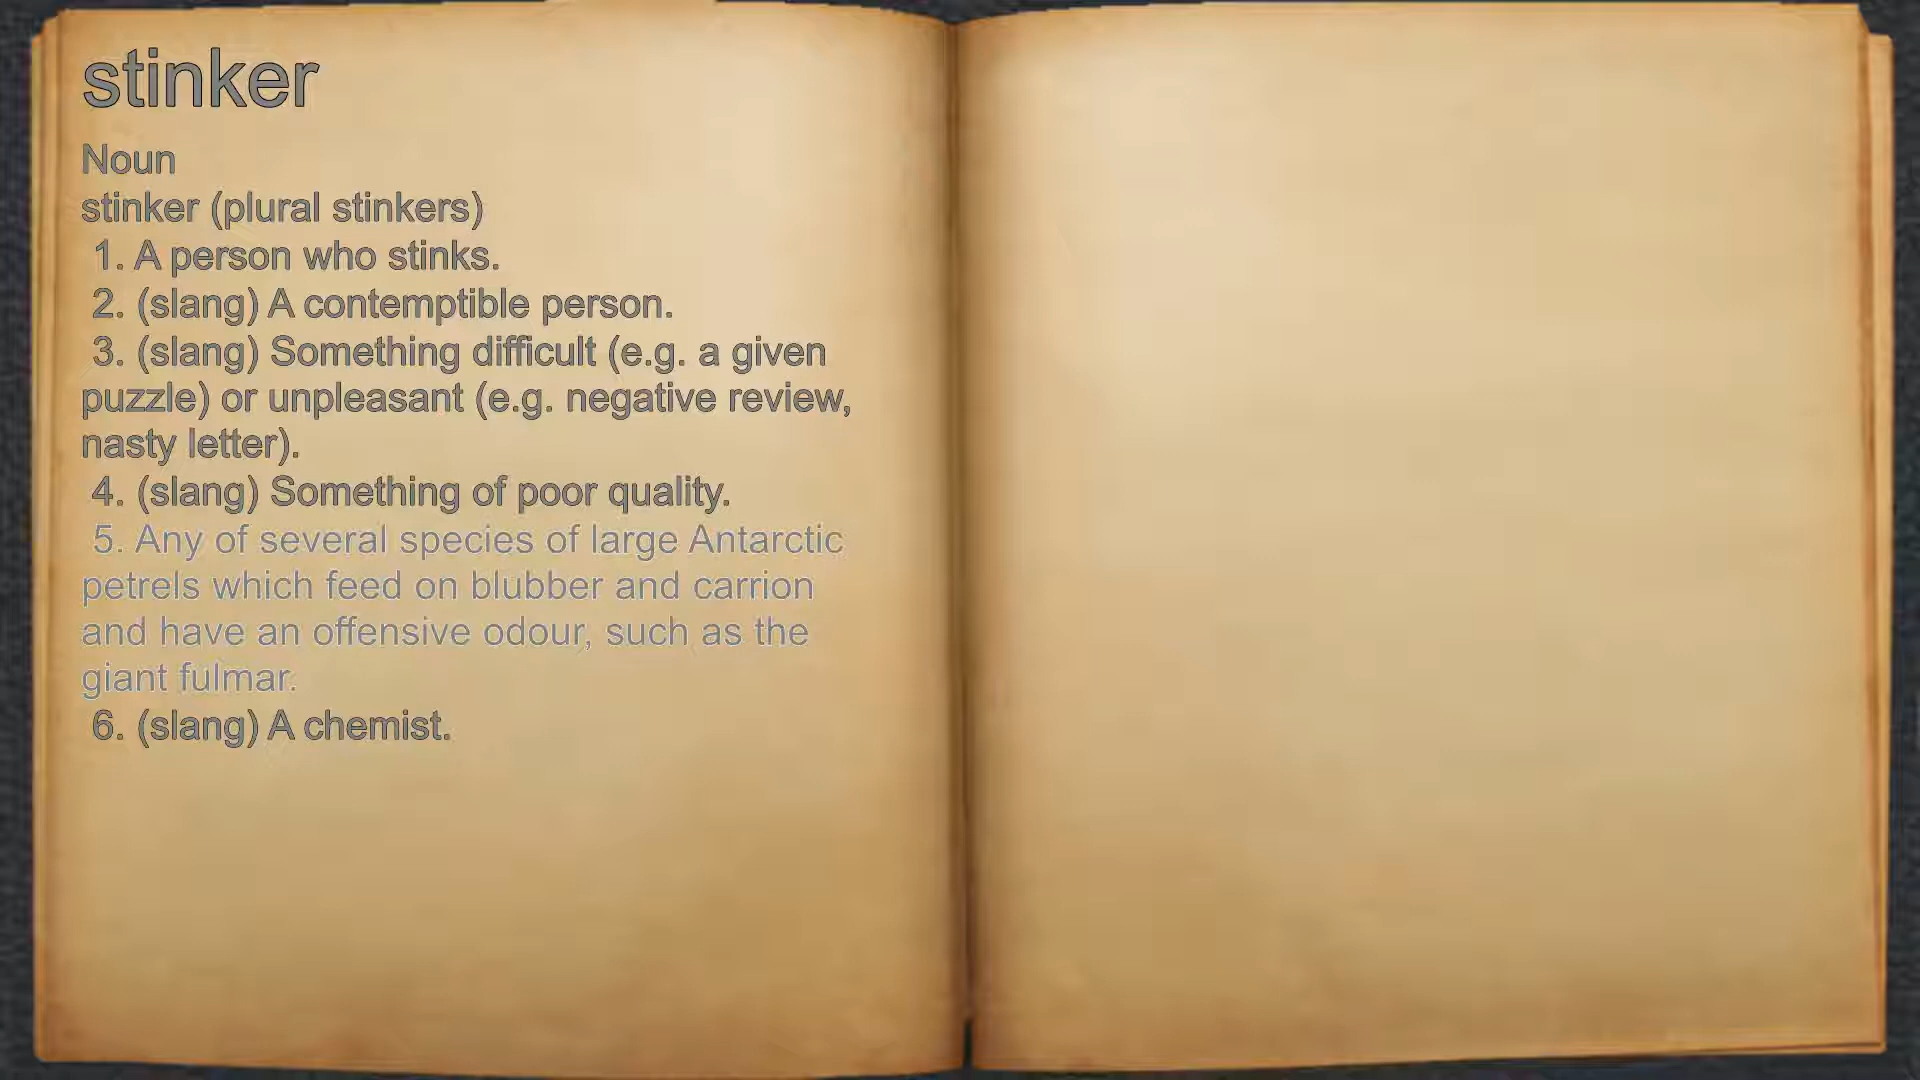 stinker
Noun
stinker (plural stinkers)
1. A person who stinks.
2. (slang) A contemptible person.
3. (slang) Something difficult (e.g. a given
puzzle) or unpleasant (e.g. negative review,
nasty letter).
4. (slang) Something of poor quality.
5. Any of several species of large Antarctic
petrels which feed on blubber and carrion
and have an offensive odour, such as the
giant fulmar.
6. (slang) A chemist.